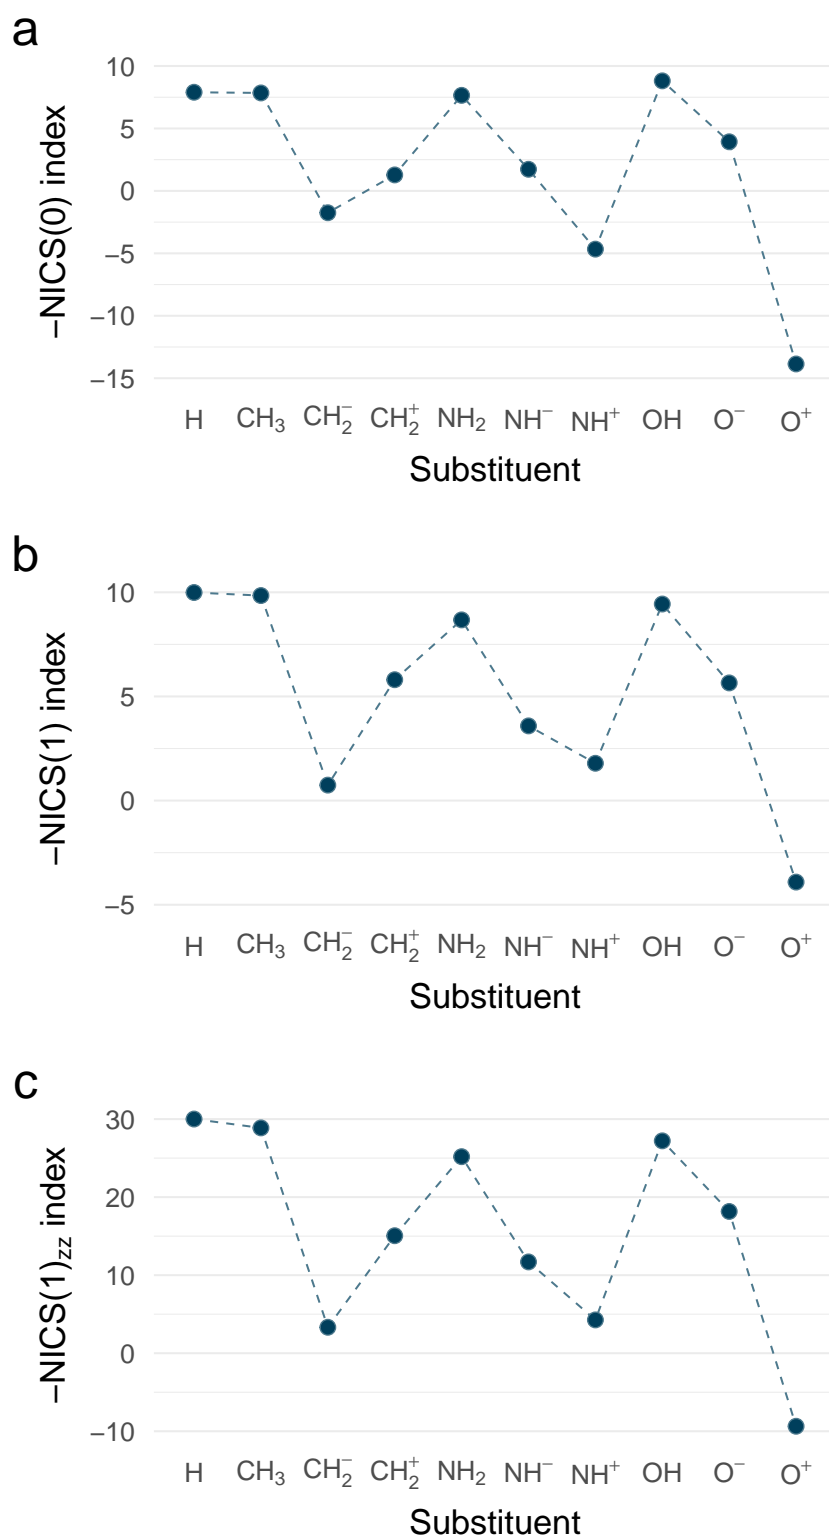 a
–NICS(0) index
10
5
0
−5
−10
−15
H CH₃ CH₂⁻ CH₂⁺ NH₂ NH⁻ NH⁺ OH O⁻ O⁺
Substituent
b
–NICS(1) index
10
5
0
−5
H CH₃ CH₂⁻ CH₂⁺ NH₂ NH⁻ NH⁺ OH O⁻ O⁺
Substituent
c
–NICS(1)zz index
30
20
10
0
−10
H CH₃ CH₂⁻ CH₂⁺ NH₂ NH⁻ NH⁺ OH O⁻ O⁺
Substituent